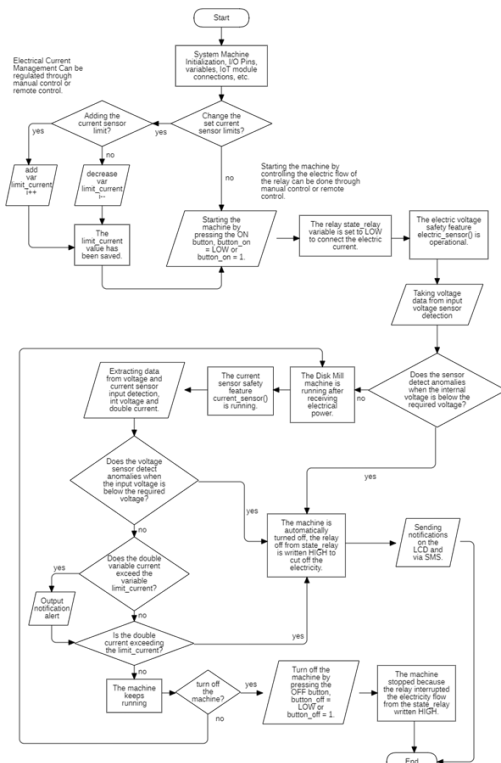 Start
System Machine
Initialization, I/O Pins,
variables, IoT module
connections, etc.
Electrical Current
Management Can be
regulated through
manual control or
remote control.
Change the
set current
sensor limits?
yes
Adding the
current sensor
limit?
yes
no
add
var
limit_current
i++
decrease
var
limit_current
i--
The
limit_current
value has
been saved.
no
Starting the machine by
controlling the electric flow of
the relay can be done through
manual control or remote
control.
Starting the
machine by
pressing the ON
button, button_on
= LOW or
button_on = 1.
The relay state_relay
variable is set to LOW
to connect the electric
current.
The electric voltage
safety feature
electric_sensor() is
operational.
Taking voltage
data from input
voltage sensor
detection
Does the sensor
detect anomalies
when the internal
voltage is below the
required voltage?
no
yes
The Disk Mill
machine is
running after
receiving
electrical
power.
The current
sensor safety
feature
current_sensor()
is running.
Extracting data
from voltage and
current sensor
input detection,
int voltage and
double current.
Does the voltage
sensor detect
anomalies when the
input voltage is
below the required
voltage?
yes
no
The machine is
automatically
turned off, the relay
off from state_relay
is written HIGH to
cut off the
electricity.
Sending
notifications
on the
LCD and
via SMS.
Does the double
variable current
exceed the
variable
limit_current?
yes
no
Output
notification
alert
Is the double
current exceeding
the limit_current?
yes
no
The machine
keeps
running
turn off
the
machine?
yes
no
Turn off the
machine by
pressing the
OFF button,
button_off =
LOW or
button_off = 1.
The machine
stopped because
the relay interrupted
the electricity flow
from the state_relay
written HIGH.
End